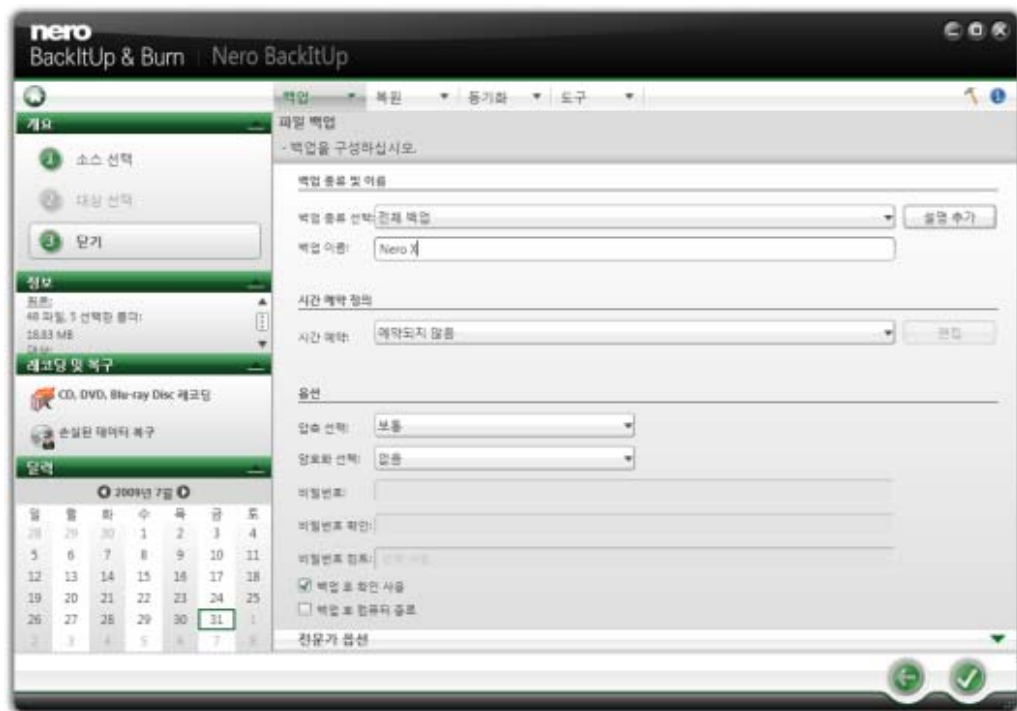 nero
BackItUp & Burn Nero BackItUp
백업 복원 동기화 도구
개요
1 소스 선택
2 대상 선택
3 닫기
정보
원본:
48 파일, 5 선택한 폴더:
18.83 MB
대상:
레코딩 및 복구
CD, DVD, Blu-ray Disc 레코딩
손실된 데이터 복구
달력
2009년 7월
일 월 화 수 목 금 토
28 29 30 1 2 3 4
5 6 7 8 9 10 11
12 13 14 15 16 17 18
19 20 21 22 23 24 25
26 27 28 29 30 31 1
2 3 4 5 6 7 8
파일 백업
- 백업을 구성하십시오.
백업 종류 및 이름
백업 종류 선택: 전체 백업 설명 추가
백업 이름: Nero X
시간 예약 정의
시간 예약: 예약되지 않음 편집
옵션
압축 선택: 보통
암호화 선택: 없음
비밀번호:
비밀번호 확인:
비밀번호 힌트:
백업 후 확인 사용
백업 후 컴퓨터 종료
전문가 옵션